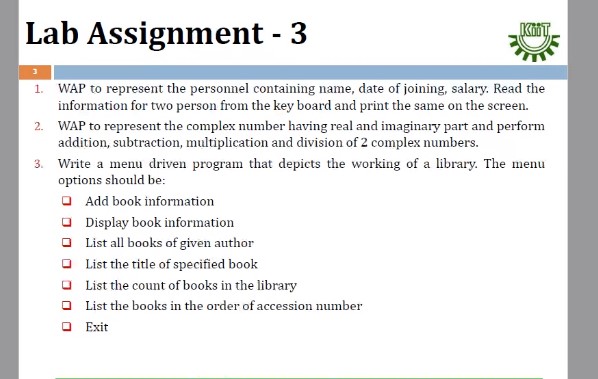 Lab Assignment - 3
KIIT
3
1. WAP to represent the personnel containing name, date of joining, salary. Read the
information for two person from the key board and print the same on the screen.
2. WAP to represent the complex number having real and imaginary part and perform
addition, subtraction, multiplication and division of 2 complex numbers.
3. Write a menu driven program that depicts the working of a library. The menu
options should be:
❑ Add book information
❑ Display book information
❑ List all books of given author
❑ List the title of specified book
❑ List the count of books in the library
❑ List the books in the order of accession number
❑ Exit